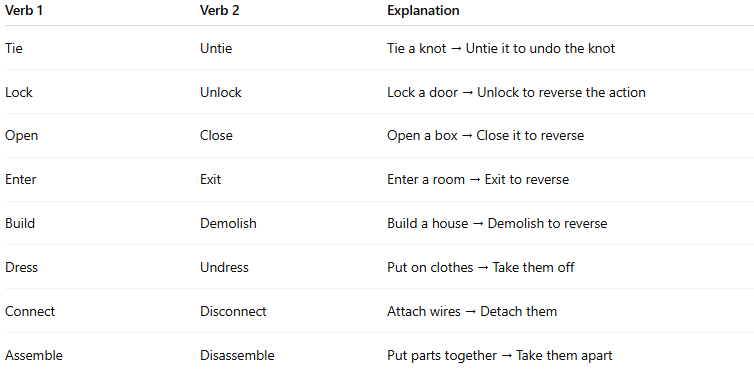 Verb 1 Verb 2 Explanation
Tie Untie Tie a knot → Untie it to undo the knot
Lock Unlock Lock a door → Unlock to reverse the action
Open Close Open a box → Close it to reverse
Enter Exit Enter a room → Exit to reverse
Build Demolish Build a house → Demolish to reverse
Dress Undress Put on clothes → Take them off
Connect Disconnect Attach wires → Detach them
Assemble Disassemble Put parts together → Take them apart